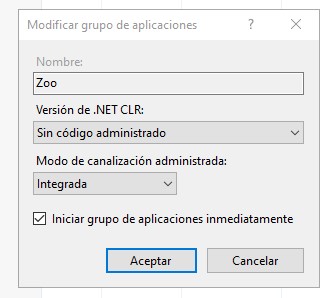 Modificar grupo de aplicaciones
Nombre:
Zoo
Versión de .NET CLR:
Sin código administrado
Modo de canalización administrada:
Integrada
Iniciar grupo de aplicaciones inmediatamente
Aceptar
Cancelar